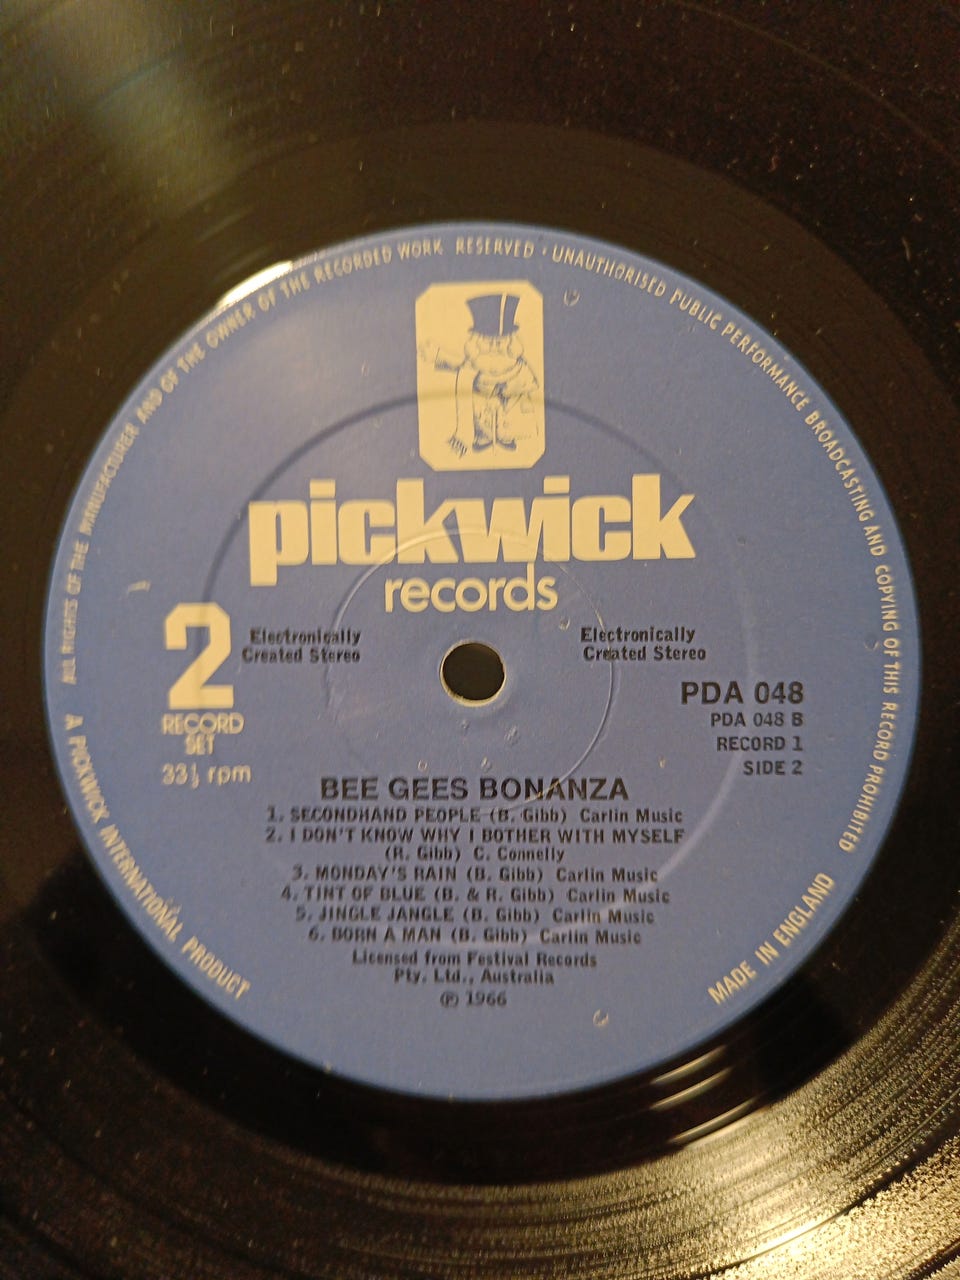 ALL RIGHTS OF THE MANUFACTURER AND OF THE OWNER OF THE RECORDED WORK RESERVED · UNAUTHORISED PUBLIC PERFORMANCE BROADCASTING AND COPYING OF THIS RECORD PROHIBITED
pickwick
records
2
RECORD
SET
33⅓ rpm
Electronically
Created Stereo
Electronically
Created Stereo
PDA 048
PDA 048 B
RECORD 1
SIDE 2
BEE GEES BONANZA
1. SECONDHAND PEOPLE (B. Gibb) Carlin Music
2. I DON'T KNOW WHY I BOTHER WITH MYSELF
(R. Gibb) C. Connelly
3. MONDAY'S RAIN (B. Gibb) Carlin Music
4. TINT OF BLUE (B. & R. Gibb) Carlin Music
5. JINGLE JANGLE (B. Gibb) Carlin Music
6. BORN A MAN (B. Gibb) Carlin Music
Licensed from Festival Records
Pty. Ltd., Australia
℗ 1966
A PICKWICK INTERNATIONAL PRODUCT
MADE IN ENGLAND